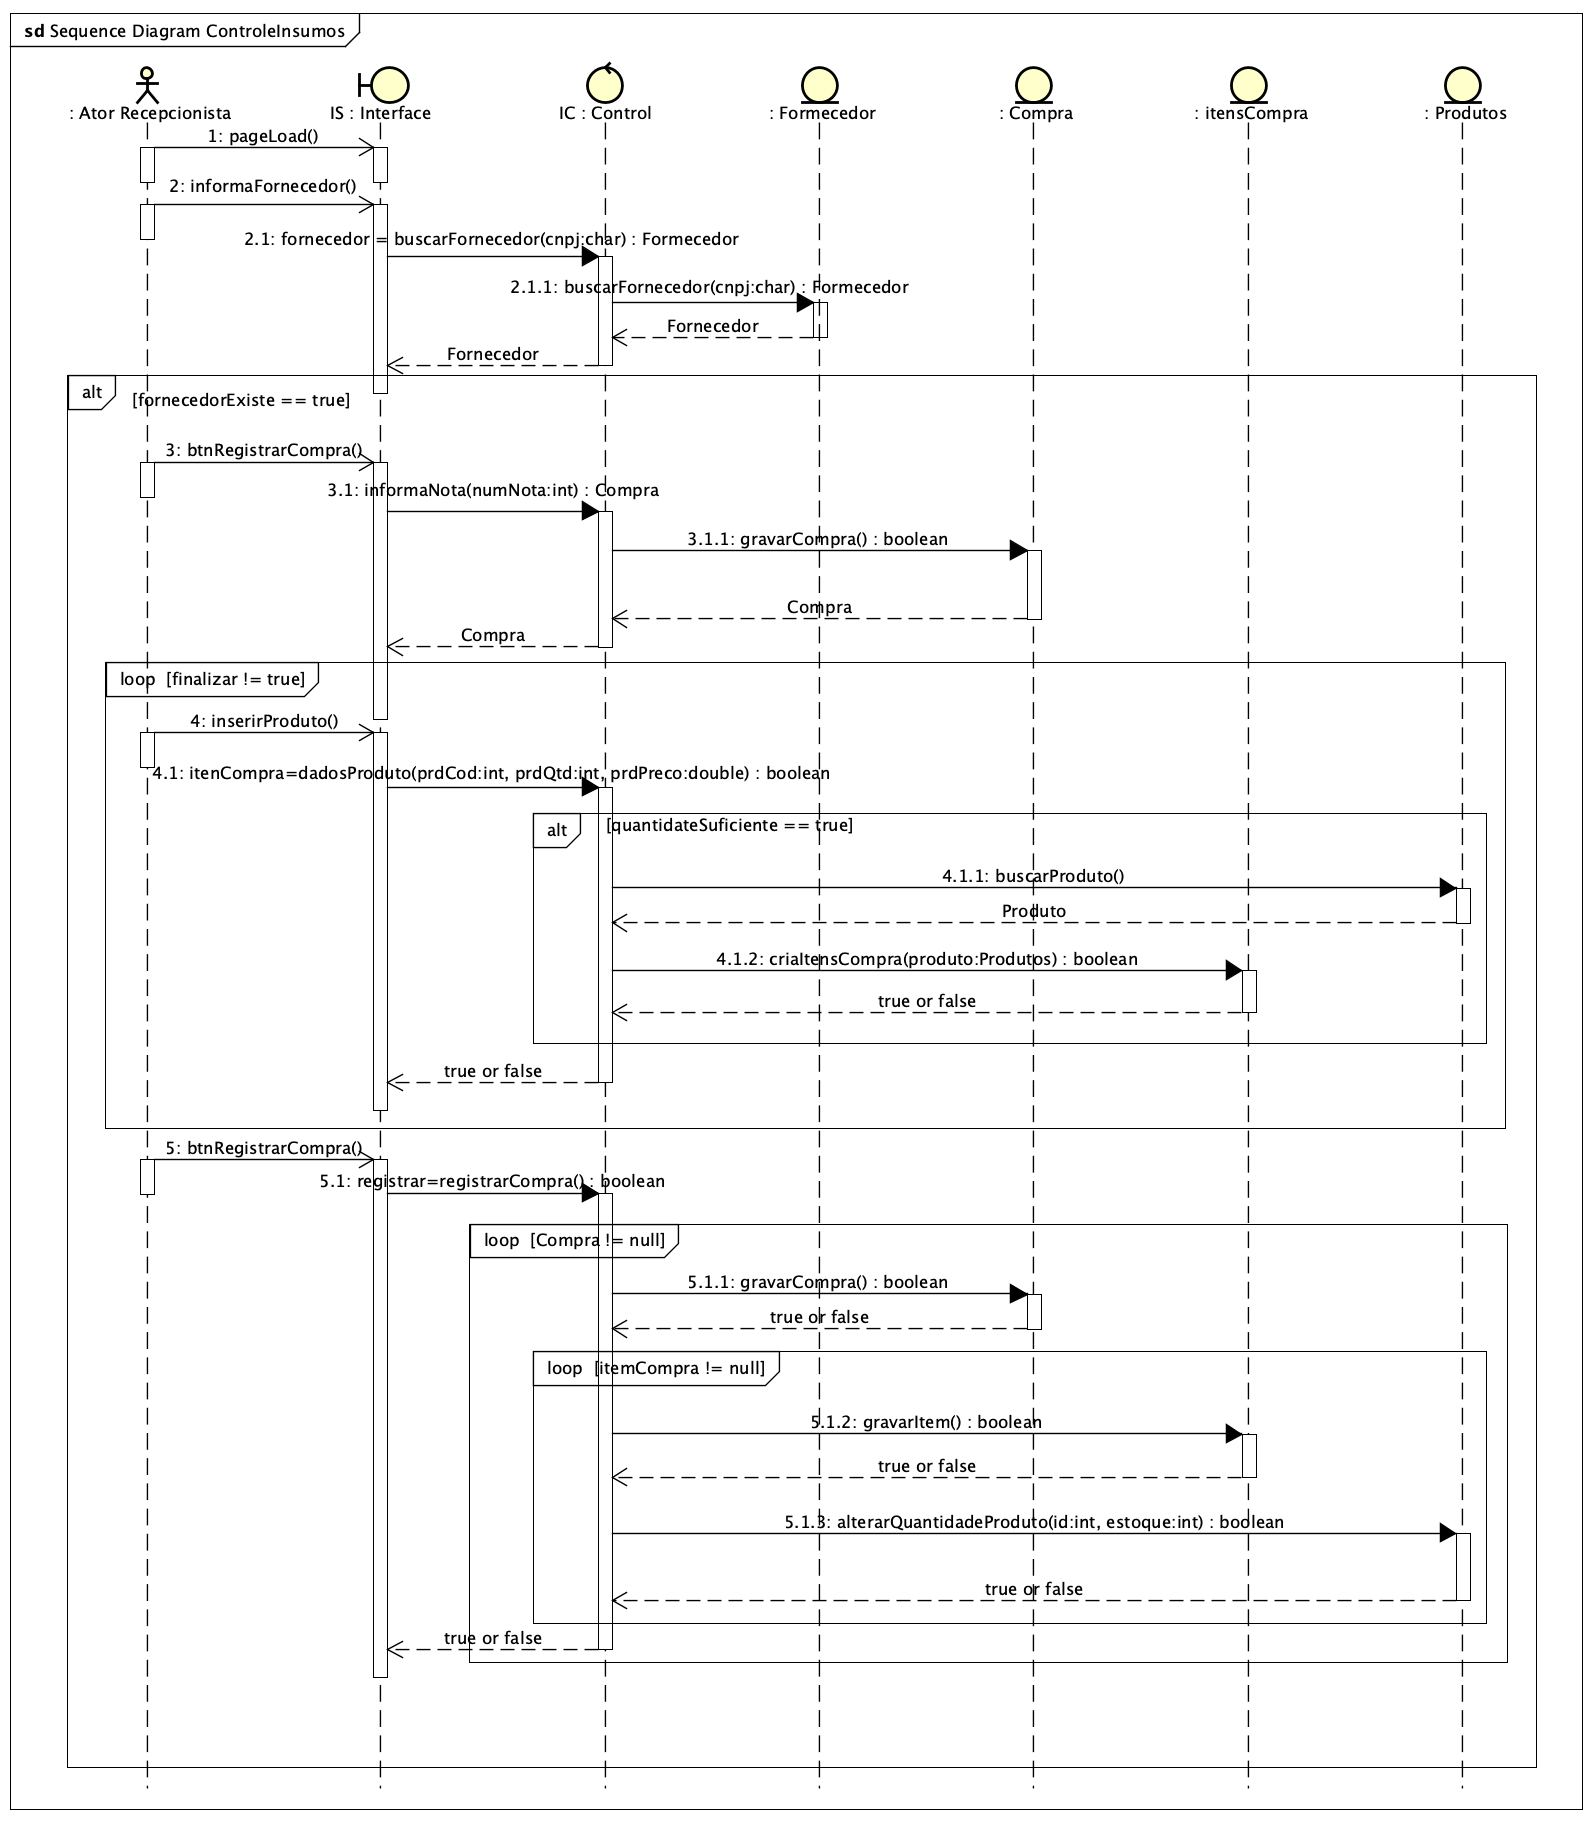 sd Sequence Diagram ControleInsumos
: Ator Recepcionista
IS : Interface
IC : Control
: Formecedor
: Compra
: itensCompra
: Produtos
1: pageLoad()
2: informaFornecedor()
2.1: fornecedor = buscarFornecedor(cnpj:char) : Formecedor
2.1.1: buscarFornecedor(cnpj:char) : Formecedor
Fornecedor
Fornecedor
alt
[fornecedorExiste == true]
3: btnRegistrarCompra()
3.1: informaNota(numNota:int) : Compra
3.1.1: gravarCompra() : boolean
Compra
Compra
loop [finalizar != true]
4: inserirProduto()
4.1: itenCompra=dadosProduto(prdCod:int, prdQtd:int, prdPreco:double) : boolean
alt
[quantidateSuficiente == true]
4.1.1: buscarProduto()
Produto
4.1.2: criaItensCompra(produto:Produtos) : boolean
true or false
true or false
5: btnRegistrarCompra()
5.1: registrar=registrarCompra() : boolean
loop [Compra != null]
5.1.1: gravarCompra() : boolean
true or false
loop [itemCompra != null]
5.1.2: gravarItem() : boolean
true or false
5.1.3: alterarQuantidadeProduto(id:int, estoque:int) : boolean
true or false
true or false